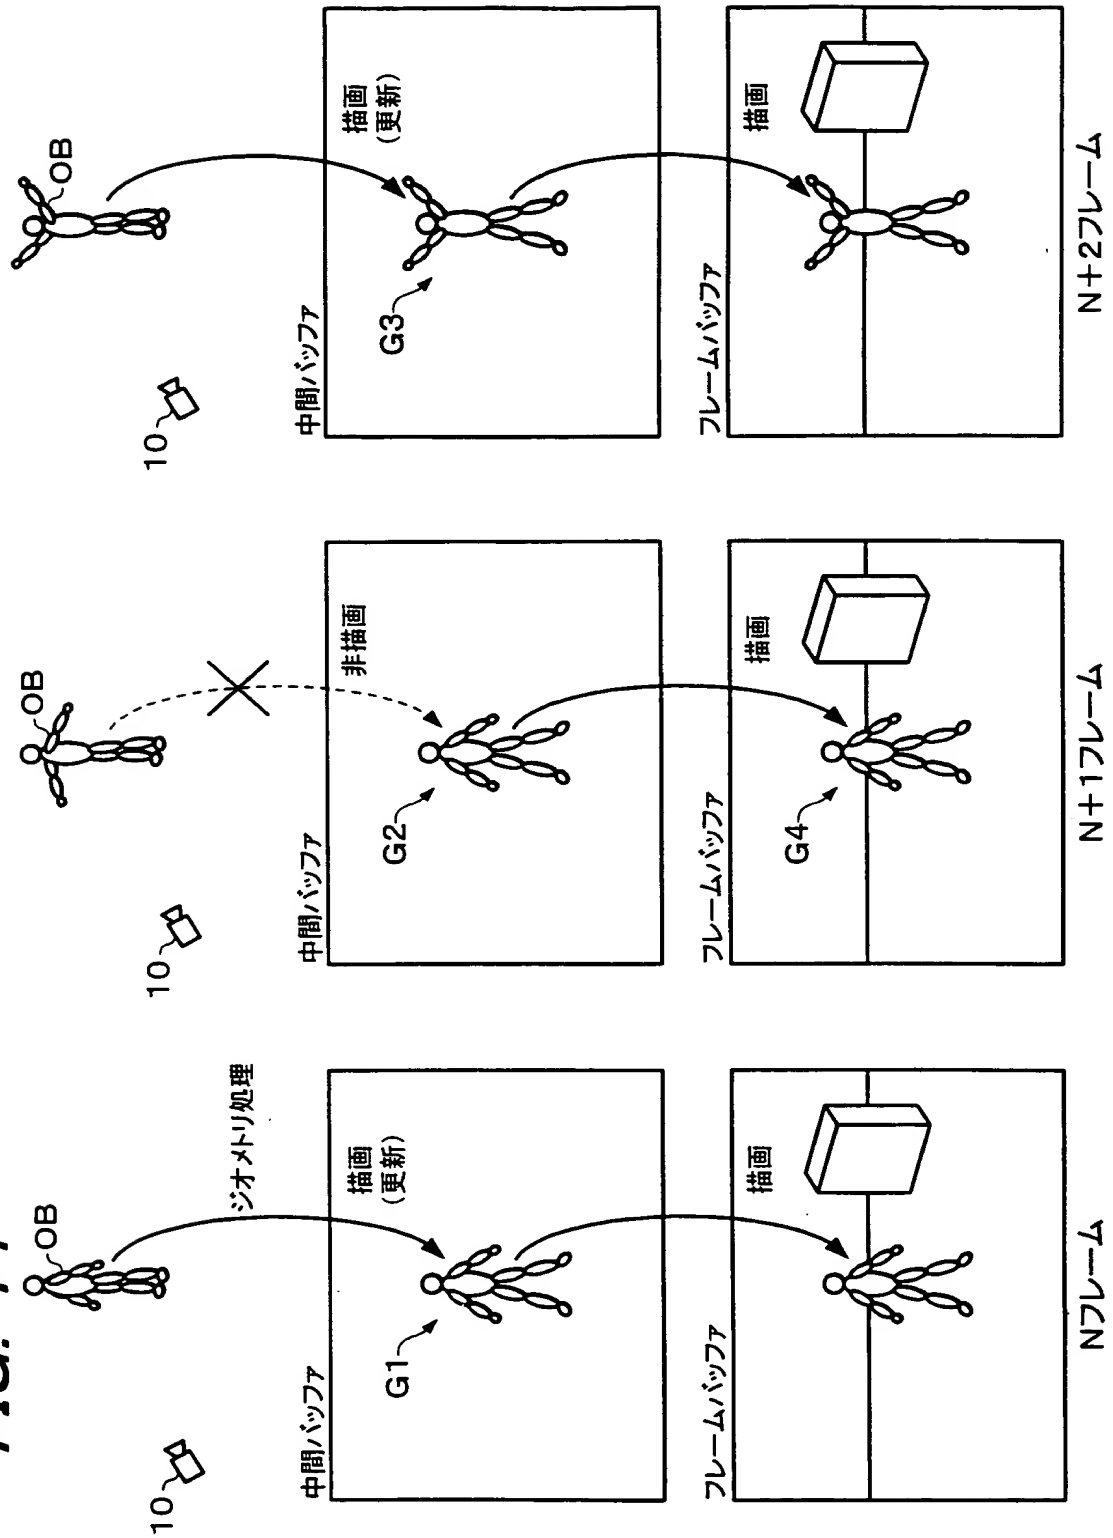 10
OB
ジオメトリ処理
中間バッファ
描画
(更新)
G1
フレームバッファ
描画
Nフレーム
10
OB
中間バッファ
非描画
G2
フレームバッファ
描画
G4
N+1フレーム
10
OB
中間バッファ
描画
(更新)
G3
フレームバッファ
描画
N+2フレーム